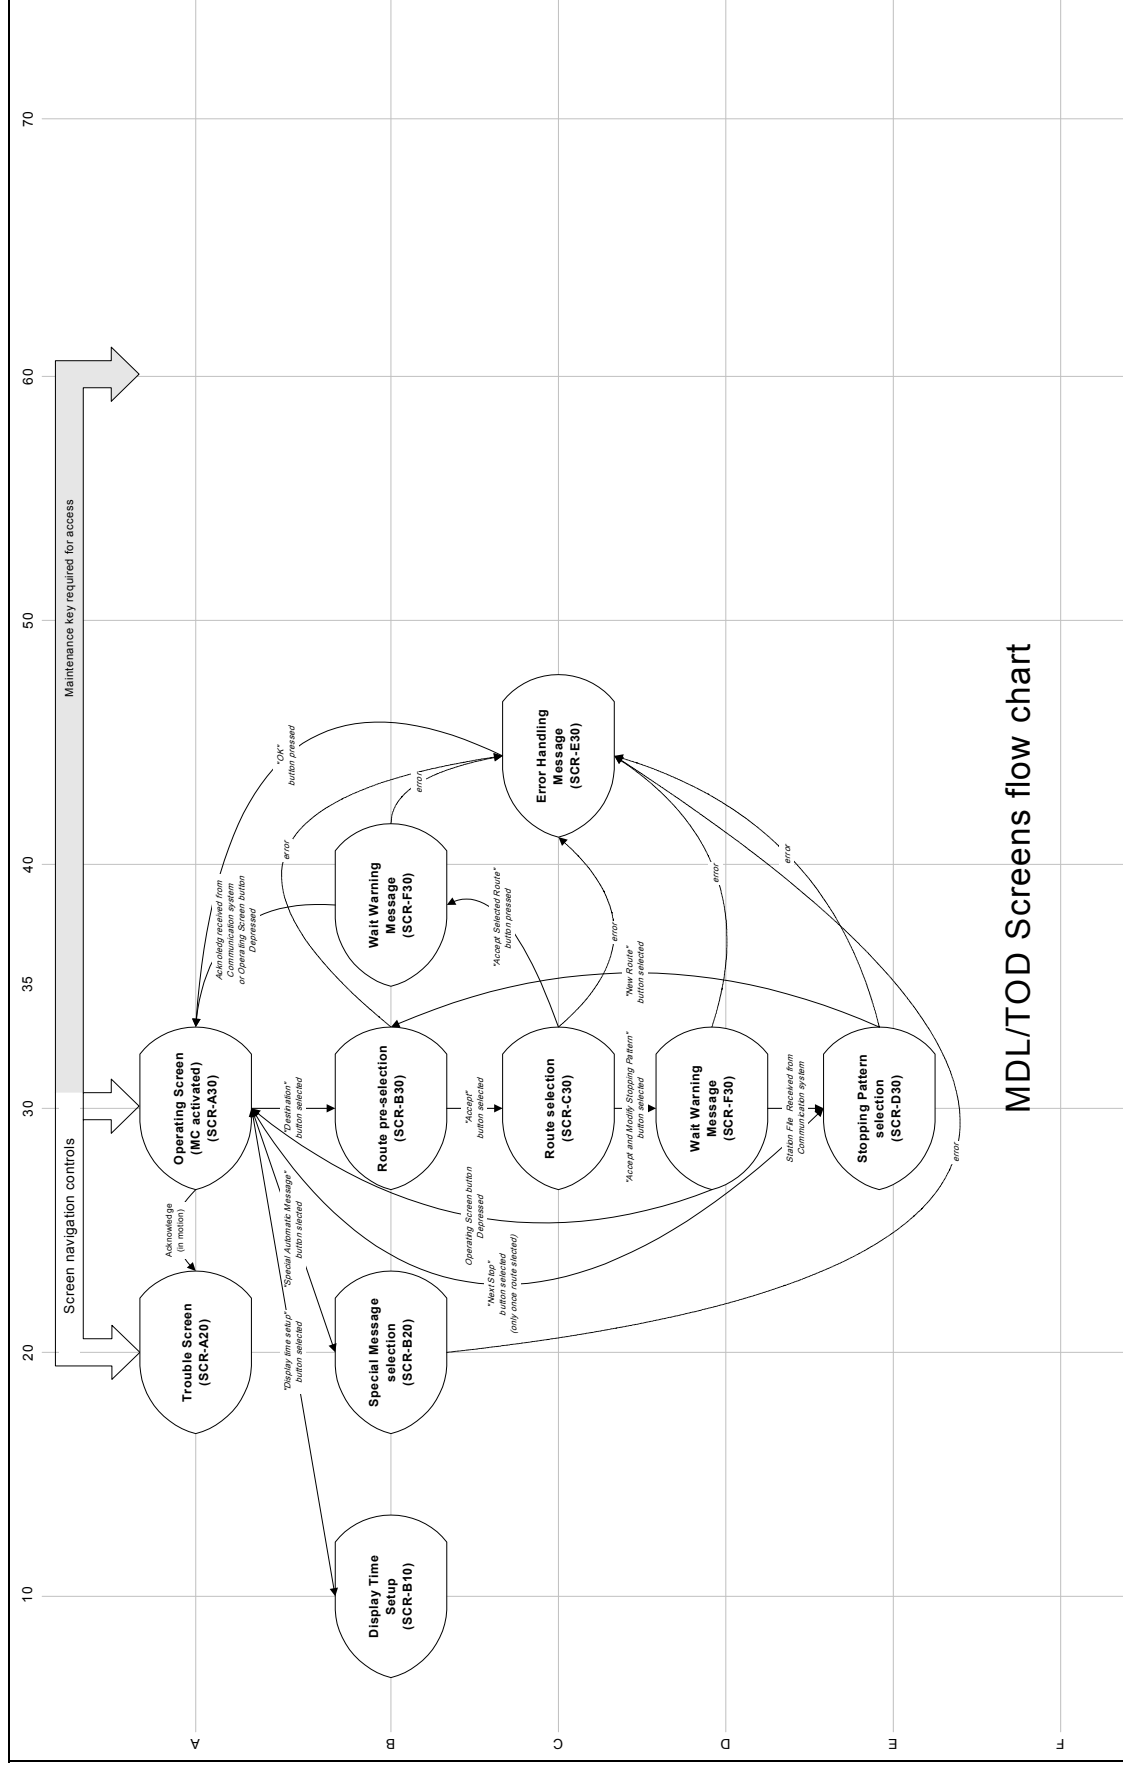 Screen navigation controls
Maintenance key required for access
10
20
30
35
40
50
60
70
A
B
C
D
E
F
Trouble Screen
(SCR-A20)
Acknowledge
(in motion)
Operating Screen
(MC activated)
(SCR-A30)
Acknoledg received from
Communication system
or Operating Screen button
Depressed
"OK"
button pressed
"Display time setup"
button selected
"Special Automatic Message"
button slected
"Destination"
button selected
error
Display Time
Setup
(SCR-B10)
Special Message
selection
(SCR-B20)
Route pre-selection
(SCR-B30)
Wait Warning
Message
(SCR-F30)
error
Operating Screen button
Depressed
"Next Stop"
button selected
(only once route slected)
"Accept"
button selected
"Accept Selected Route"
button pressed
Route selection
(SCR-C30)
Error Handling
Message
(SCR-E30)
error
"Accept and Modify Stopping Pattern"
button selected
"New Route"
button selected
Wait Warning
Message
(SCR-F30)
error
Station File Received from
Communication system
error
Stopping Pattern
selection
(SCR-D30)
error
MDL/TOD Screens flow chart